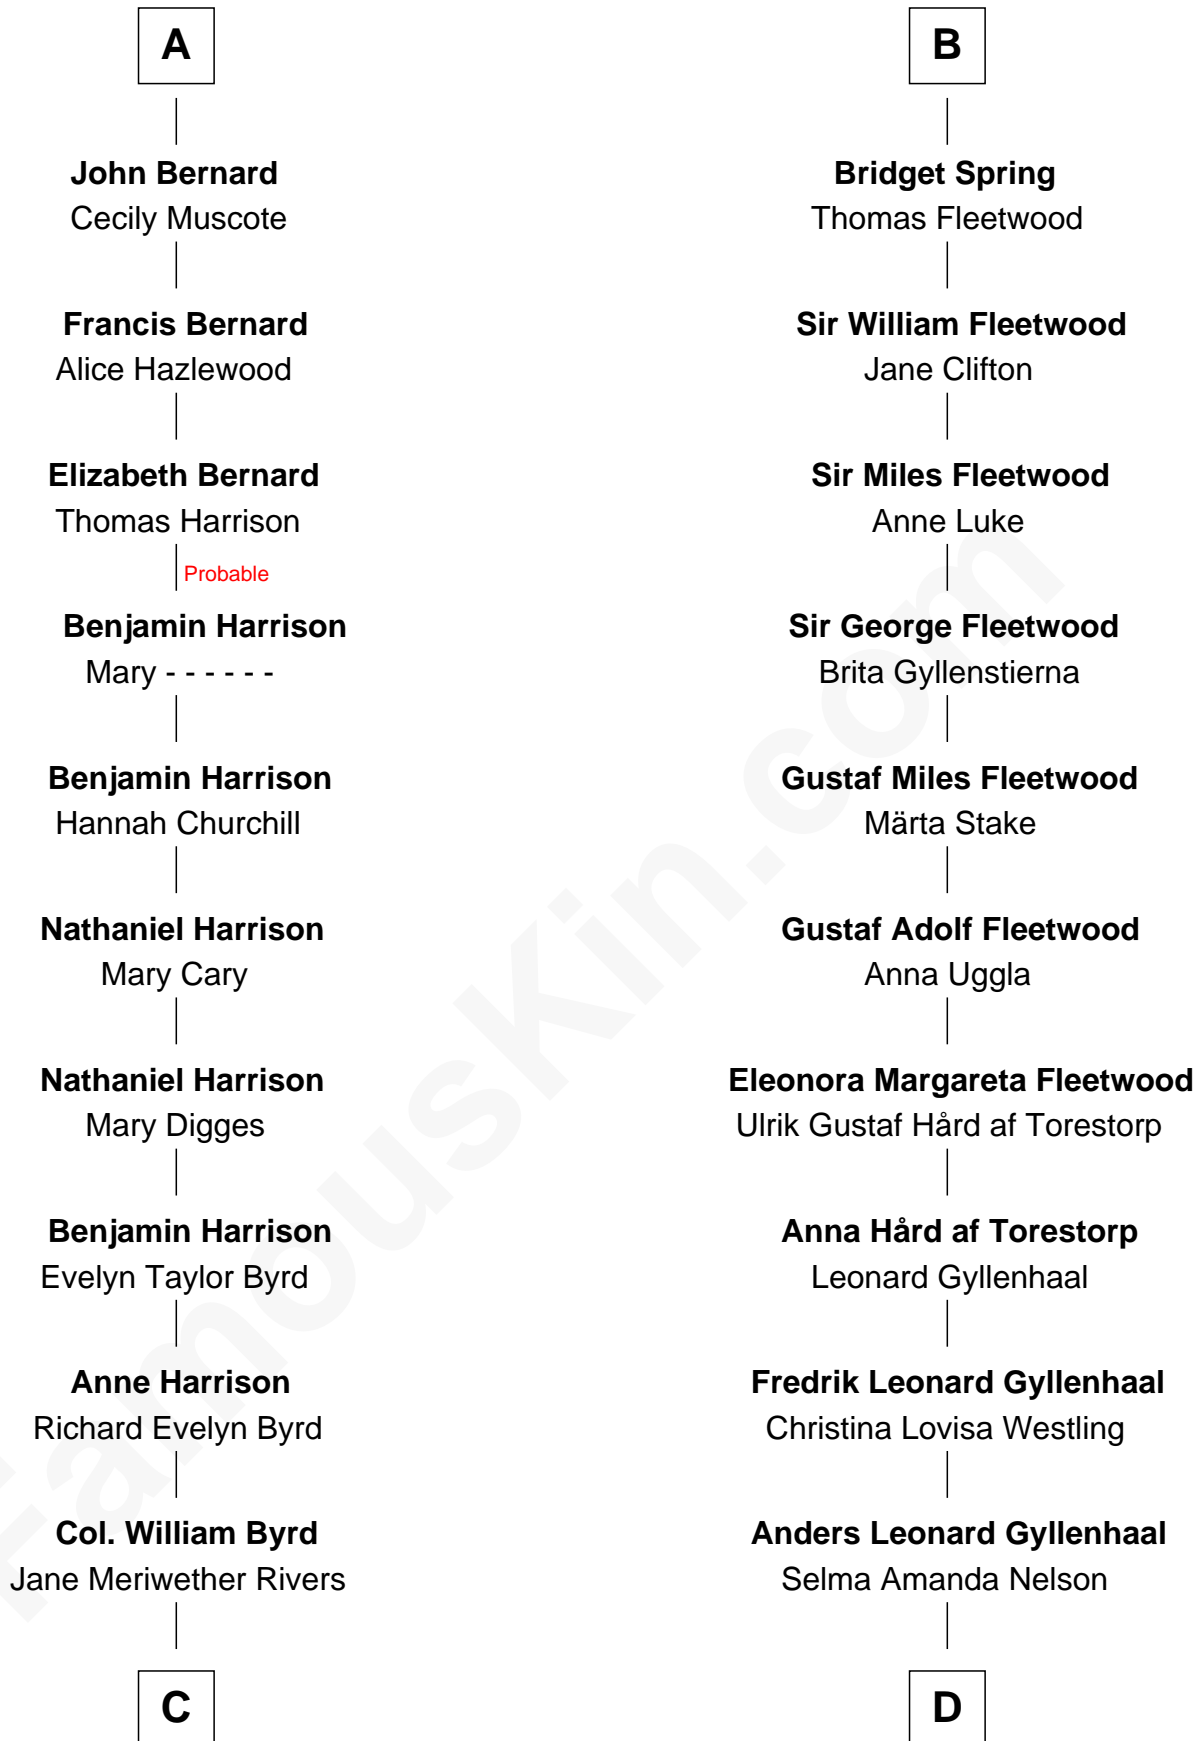 A
John Bernard
Cecily Muscote
Francis Bernard
Alice Hazlewood
Elizabeth Bernard
Thomas Harrison
Probable
Benjamin Harrison
Mary - - - - - -
Benjamin Harrison
Hannah Churchill
Nathaniel Harrison
Mary Cary
Nathaniel Harrison
Mary Digges
Benjamin Harrison
Evelyn Taylor Byrd
Anne Harrison
Richard Evelyn Byrd
Col. William Byrd
Jane Meriwether Rivers
C
B
Bridget Spring
Thomas Fleetwood
Sir William Fleetwood
Jane Clifton
Sir Miles Fleetwood
Anne Luke
Sir George Fleetwood
Brita Gyllenstierna
Gustaf Miles Fleetwood
Märta Stake
Gustaf Adolf Fleetwood
Anna Uggla
Eleonora Margareta Fleetwood
Ulrik Gustaf Hård af Torestorp
Anna Hård af Torestorp
Leonard Gyllenhaal
Fredrik Leonard Gyllenhaal
Christina Lovisa Westling
Anders Leonard Gyllenhaal
Selma Amanda Nelson
D
FamousKin.com